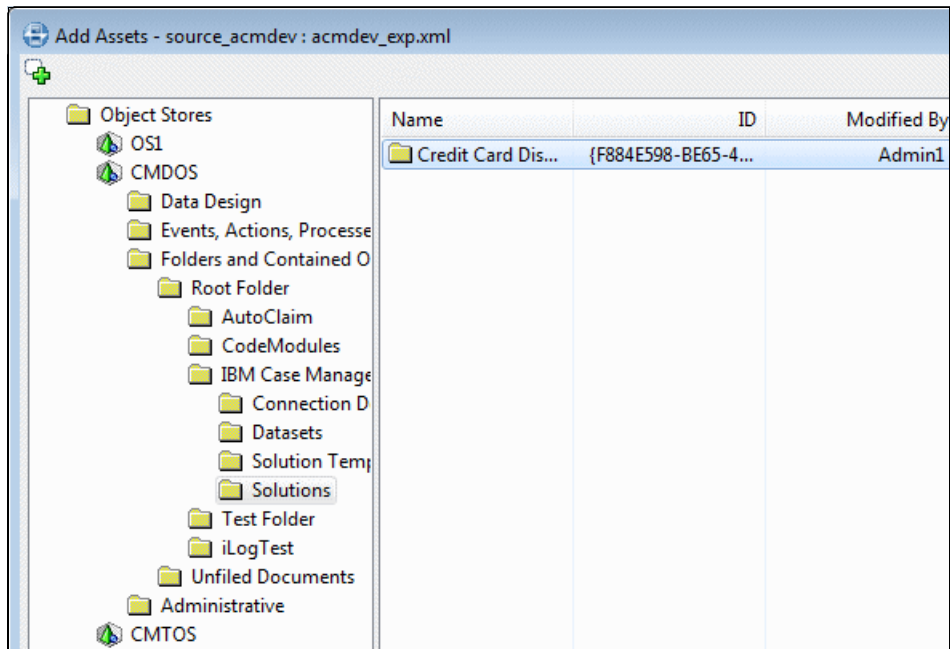 Add Assets - source_acmdev : acmdev_exp.xml
Object Stores
OS1
CMDOS
Data Design
Events, Actions, Processe
Folders and Contained O
Root Folder
AutoClaim
CodeModules
IBM Case Manage
Connection D
Datasets
Solution Temp
Solutions
Test Folder
iLogTest
Unfiled Documents
Administrative
CMTOS
Name ID Modified By
Credit Card Dis... {F884E598-BE65-4... Admin1